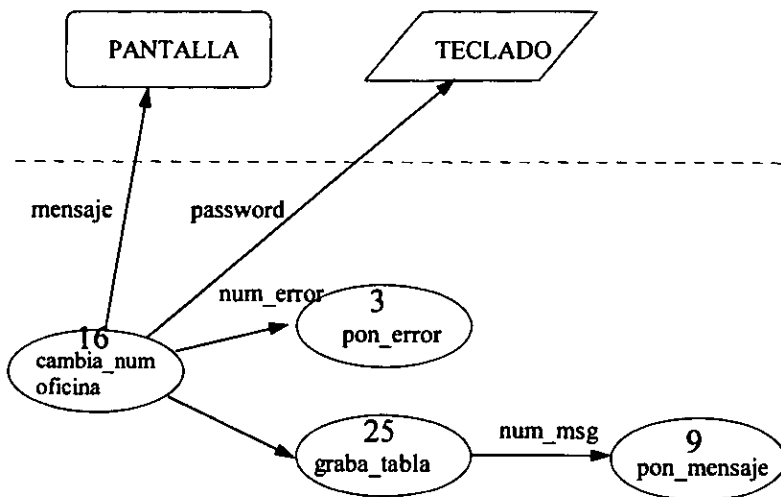 PANTALLA
TECLADO
mensaje
password
num_error
3
pon_error
16
cambia_num
oficina
25
graba_tabla
num_msg
9
pon_mensaje